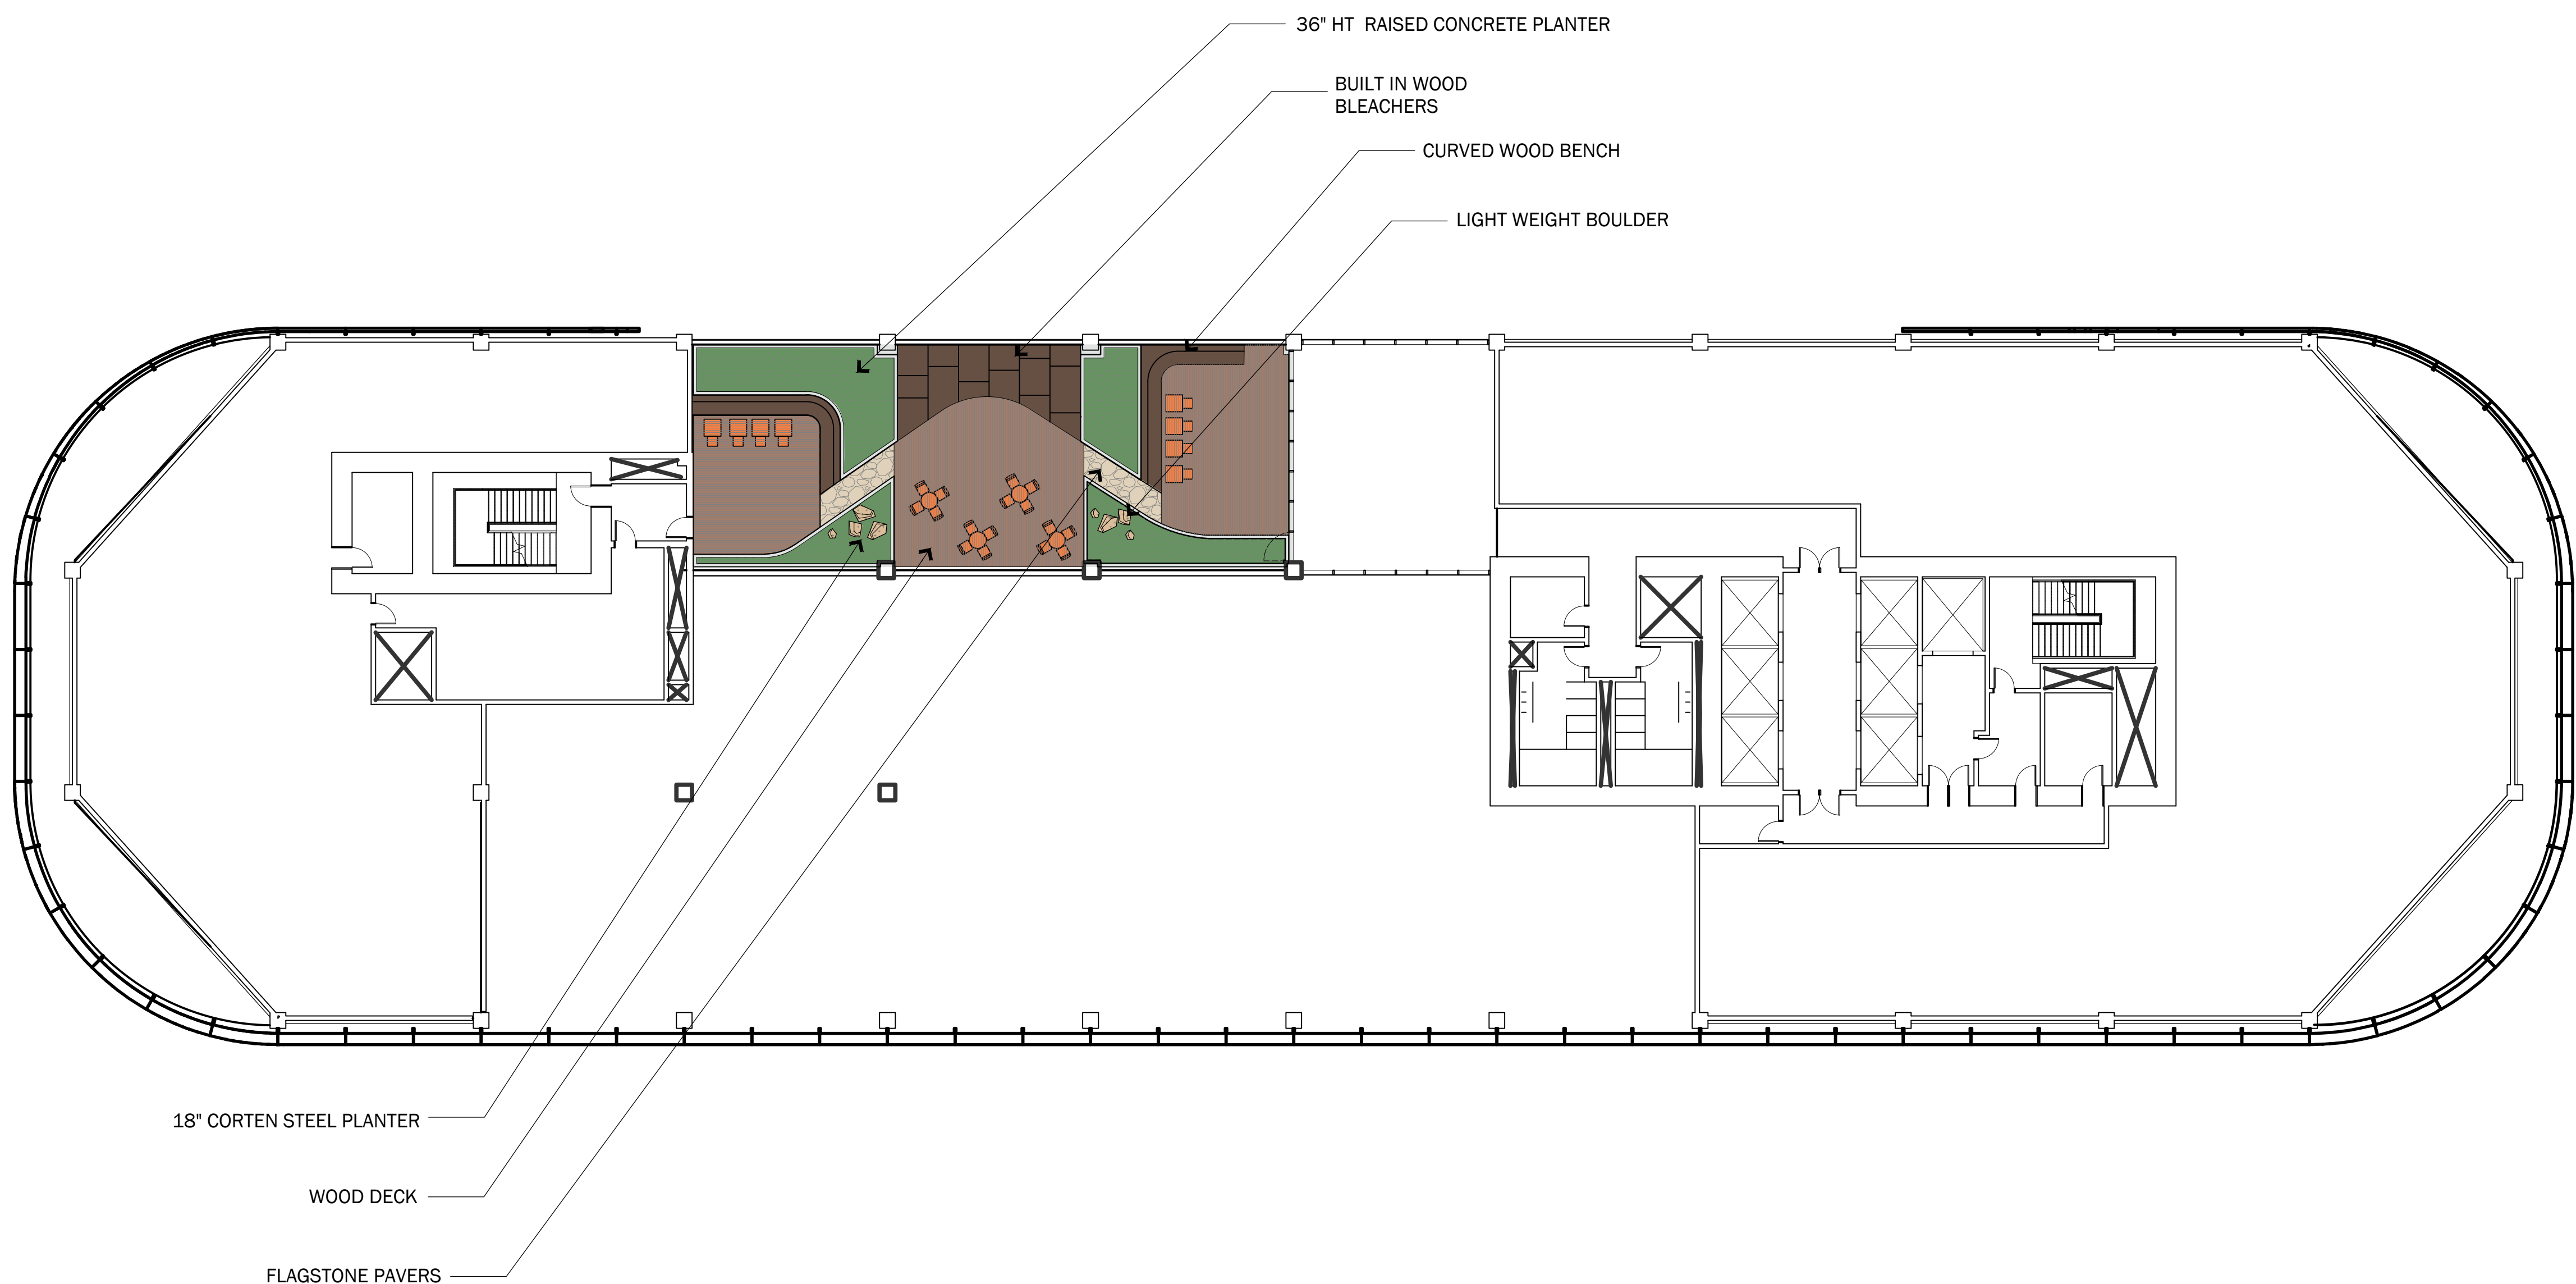 36" HT  RAISED CONCRETE PLANTER
BUILT IN WOOD
BLEACHERS
CURVED WOOD BENCH
LIGHT WEIGHT BOULDER
18" CORTEN STEEL PLANTER
WOOD DECK
FLAGSTONE PAVERS